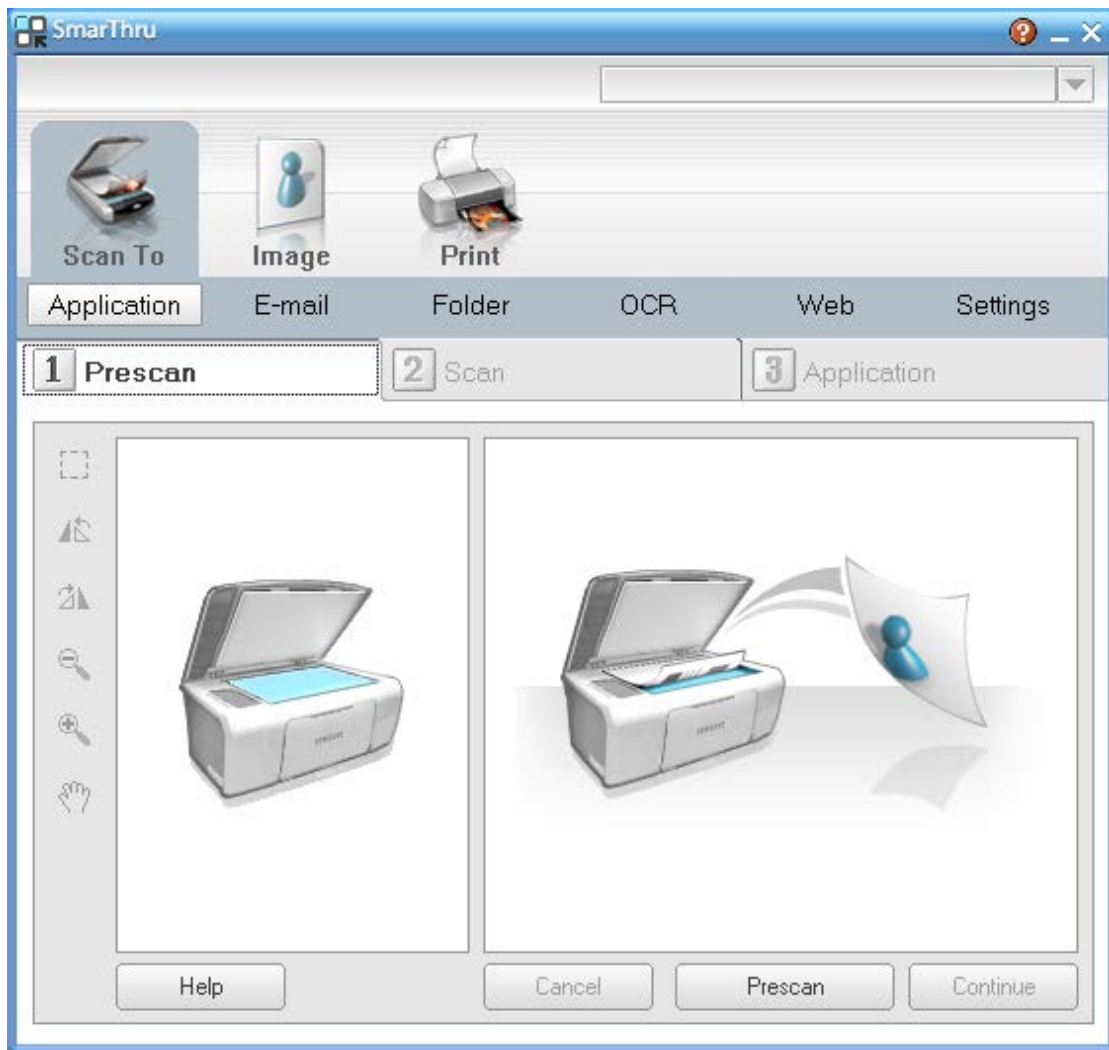 SmarThru
Scan To Image Print
Application E-mail Folder OCR Web Settings
1 Prescan 2 Scan 3 Application
Help Cancel Prescan Continue